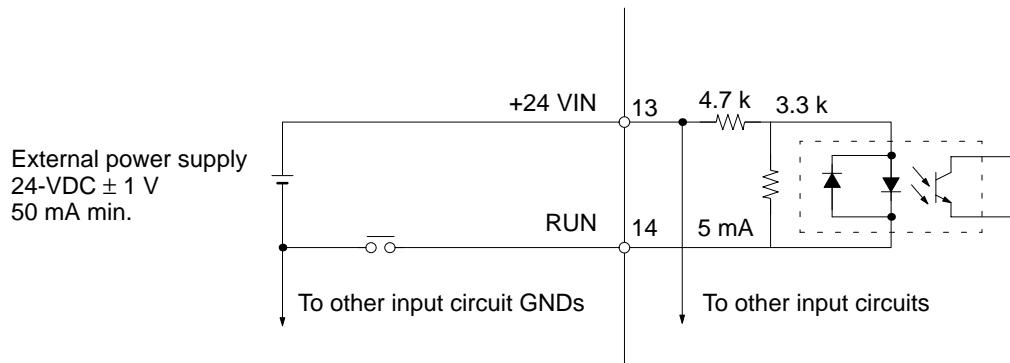 +24 VIN
13
4.7 k
3.3 k
External power supply
24-VDC ± 1 V
50 mA min.
RUN
14
5 mA
To other input circuit GNDs
To other input circuits